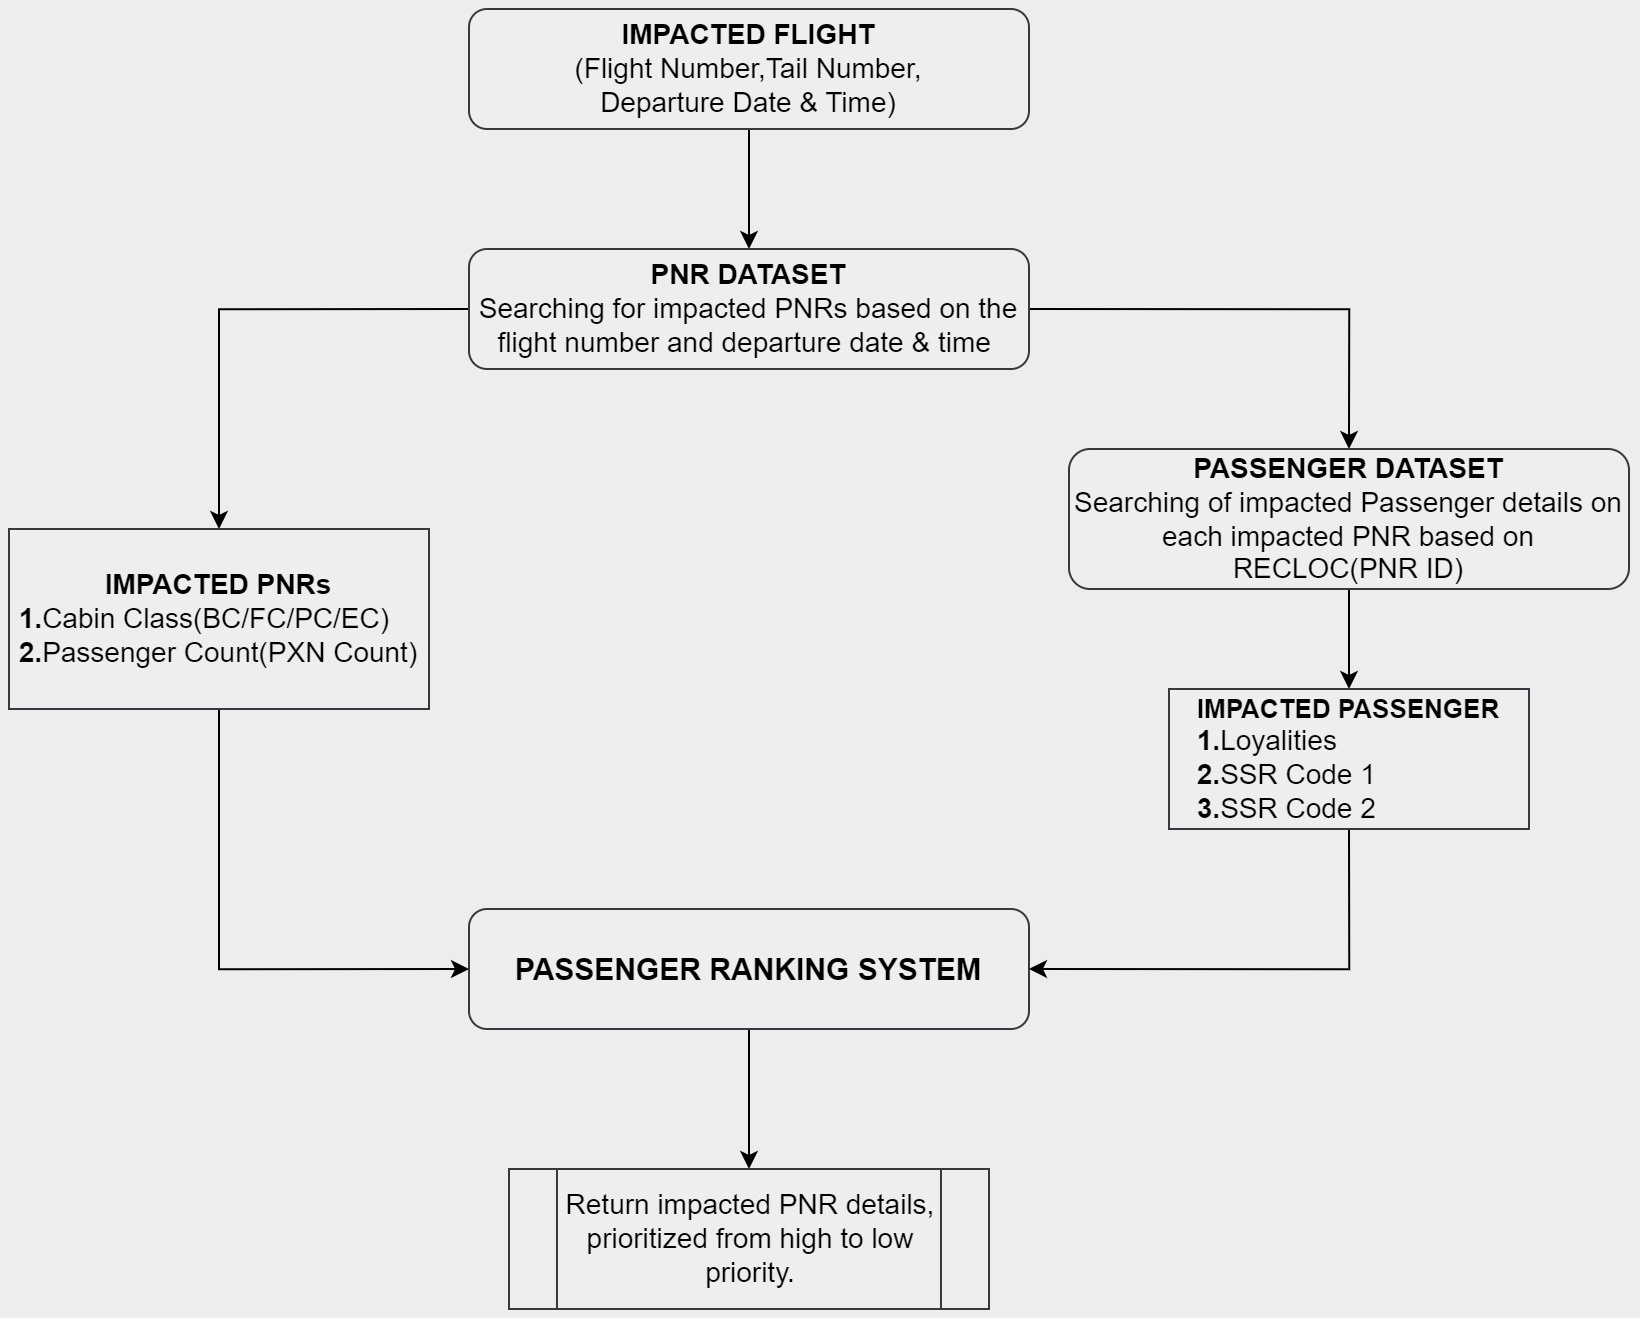 IMPACTED FLIGHT
(Flight Number,Tail Number,
Departure Date & Time)
PNR DATASET
Searching for impacted PNRs based on the
flight number and departure date & time
PASSENGER DATASET
Searching of impacted Passenger details on
each impacted PNR based on
RECLOC(PNR ID)
IMPACTED PNRs
1.Cabin Class(BC/FC/PC/EC)
2.Passenger Count(PXN Count)
IMPACTED PASSENGER
1.Loyalities
2.SSR Code 1
3.SSR Code 2
PASSENGER RANKING SYSTEM
Return impacted PNR details,
prioritized from high to low
priority.